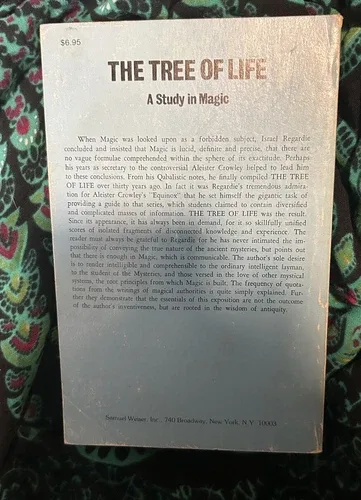 $6.95
THE TREE OF LIFE
A Study in Magic
When Magic was looked upon as a forbidden subject, Israel Regardie
concluded and insisted that Magic is lucid, definite and precise, that there are
no vague formulae comprehended within the sphere of its exactitude. Perhaps
his years as secretary to the controversial Aleister Crowley helped to lead him
to these conclusions. From his Qabalistic notes, he finally compiled THE TREE
OF LIFE over thirty years ago. In fact it was Regardie's tremendous admira-
tion for Aleister Crowley's "Equinox" that he set himself the gigantic task of
providing a guide to that series, which students claimed to contain diversified
and complicated masses of information. THE TREE OF LIFE was the result.
Since its appearance, it has always been in demand, for it so skilfully unified
scores of isolated fragments of disconnected knowledge and experience. The
reader must always be grateful to Regardie for he has never intimated the im-
possibility of conveying the true nature of the ancient mysteries, but points out
that there is enough in Magic, which is communicable. The author's sole desire
is to render intelligible and comprehensible to the ordinary intelligent layman,
to the student of the Mysteries, and those versed in the lore of other mystical
systems, the root principles from which Magic is built. The frequency of quota-
tions from the writings of magical authorities is quite simply explained. Fur-
ther they demonstrate that the essentials of this exposition are not the outcome
of the author's inventiveness, but are rooted in the wisdom of antiquity.
Samuel Weiser, Inc., 740 Broadway, New York, N.Y. 10003